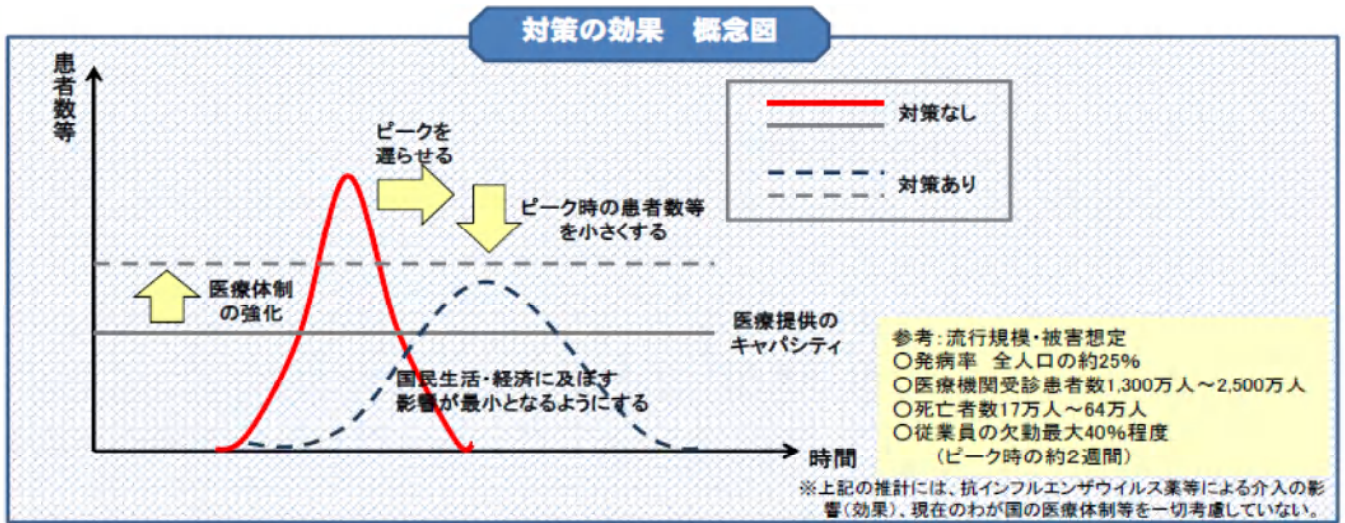 対策の効果　概念図
患者数等
ピークを
遅らせる
対策なし
対策あり
ピーク時の患者数等
を小さくする
医療体制
の強化
医療提供の
キャパシティ
国民生活・経済に及ぼす
影響が最小となるようにする
時間
参考:流行規模・被害想定
○発病率　全人口の約25%
○医療機関受診患者数1,300万人～2,500万人
○死亡者数17万人～64万人
○従業員の欠勤最大40%程度
(ピーク時の約２週間)
※上記の推計には、抗インフルエンザウイルス薬等による介入の影
響(効果)、現在のわが国の医療体制等を一切考慮していない。